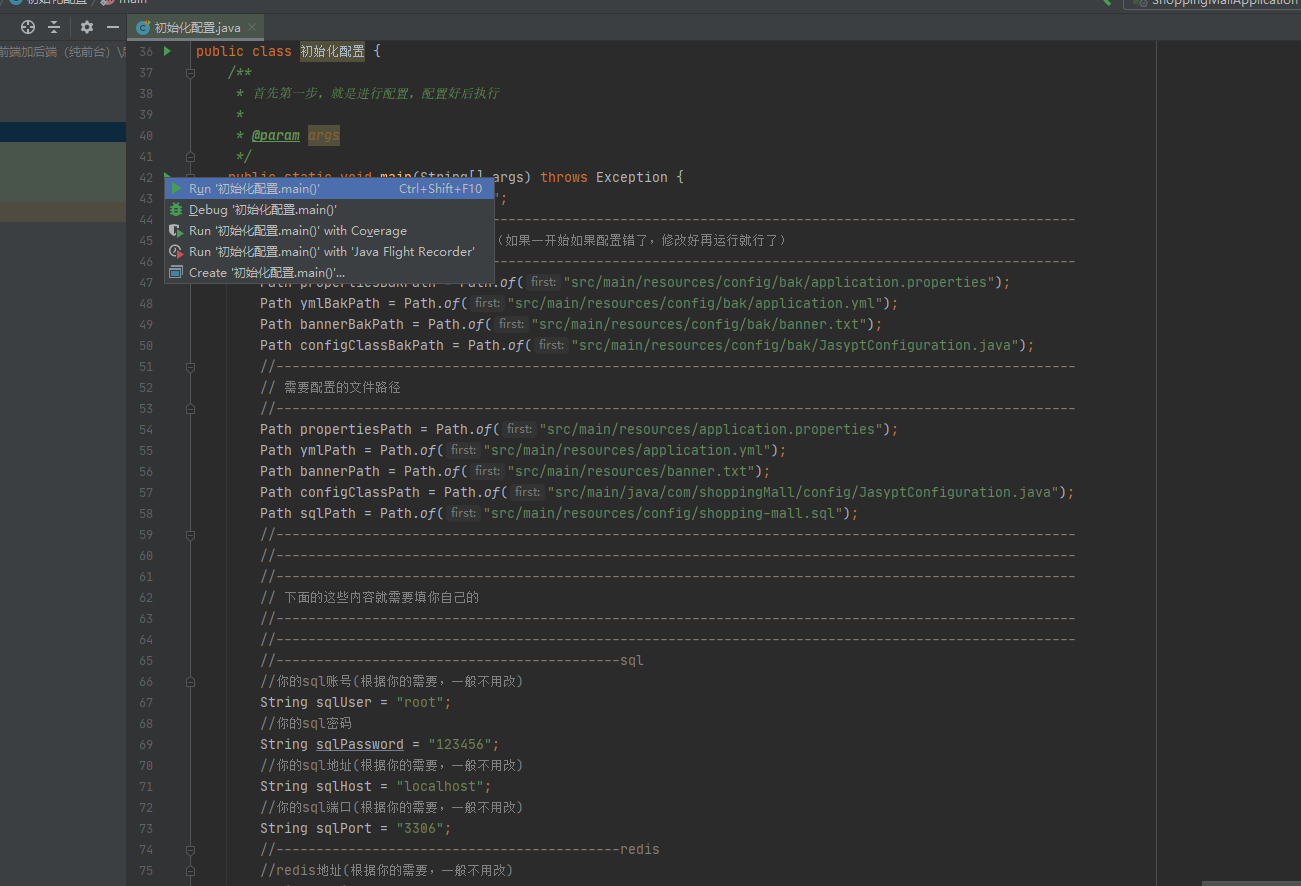 初始化配置 main
ShoppingMallApplication
初始化配置.java
前端加后端（纯前台）
36 public class 初始化配置 {
37 /**
38 * 首先第一步，就是进行配置，配置好后执行
39 *
40 * @param args
41 */
42 public static void main(String[] args) throws Exception {
Run '初始化配置.main()' Ctrl+Shift+F10
Debug '初始化配置.main()'
Run '初始化配置.main()' with Coverage
Run '初始化配置.main()' with 'Java Flight Recorder'
Create '初始化配置.main()'...
43 ";
44 ----------------------------------------------------------------------------------------------------
45 （如果一开始如果配置错了，修改好再运行就行了）
46 ----------------------------------------------------------------------------------------------------
47 Path propertiesBakPath = Path.of( first: "src/main/resources/config/bak/application.properties");
48 Path ymlBakPath = Path.of( first: "src/main/resources/config/bak/application.yml");
49 Path bannerBakPath = Path.of( first: "src/main/resources/config/bak/banner.txt");
50 Path configClassBakPath = Path.of( first: "src/main/resources/config/bak/JasyptConfiguration.java");
51 //----------------------------------------------------------------------------------------------------
52 // 需要配置的文件路径
53 //----------------------------------------------------------------------------------------------------
54 Path propertiesPath = Path.of( first: "src/main/resources/application.properties");
55 Path ymlPath = Path.of( first: "src/main/resources/application.yml");
56 Path bannerPath = Path.of( first: "src/main/resources/banner.txt");
57 Path configClassPath = Path.of( first: "src/main/java/com/shoppingMall/config/JasyptConfiguration.java");
58 Path sqlPath = Path.of( first: "src/main/resources/config/shopping-mall.sql");
59 //----------------------------------------------------------------------------------------------------
60 //----------------------------------------------------------------------------------------------------
61 //----------------------------------------------------------------------------------------------------
62 // 下面的这些内容就需要填你自己的
63 //----------------------------------------------------------------------------------------------------
64 //----------------------------------------------------------------------------------------------------
65 //-------------------------------------------sql
66 //你的sql账号(根据你的需要，一般不用改)
67 String sqlUser = "root";
68 //你的sql密码
69 String sqlPassword = "123456";
70 //你的sql地址(根据你的需要，一般不用改)
71 String sqlHost = "localhost";
72 //你的sql端口(根据你的需要，一般不用改)
73 String sqlPort = "3306";
74 //-------------------------------------------redis
75 //redis地址(根据你的需要，一般不用改)